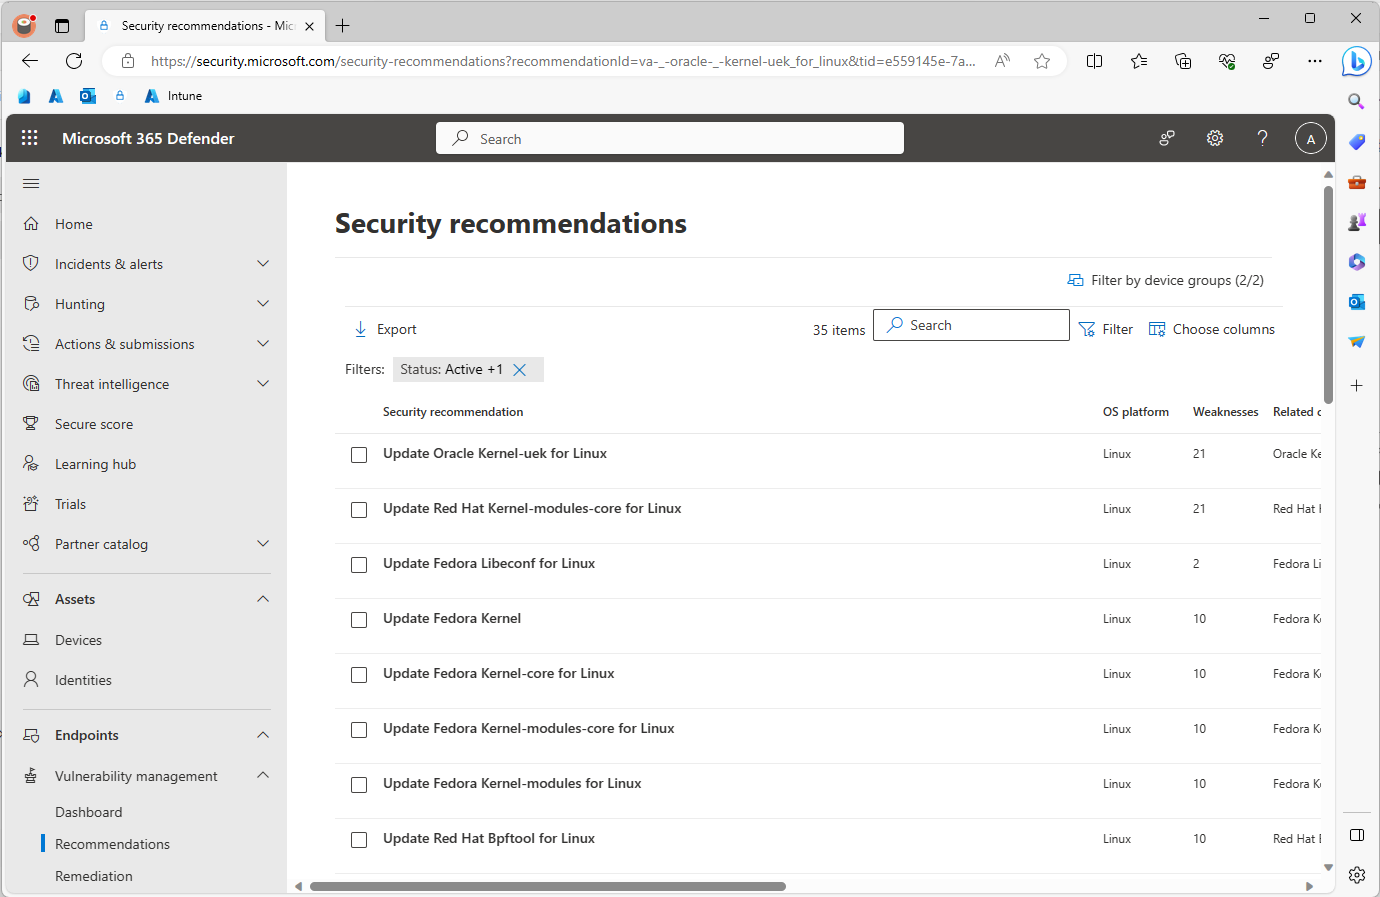 Security recommendations - Mic
https://security.microsoft.com/security-recommendations?recommendationId=va-_-oracle-_-kernel-uek_for_linux&tid=e559145e-7a...
Intune
Microsoft 365 Defender
Search
A
Home
Incidents & alerts
Hunting
Actions & submissions
Threat intelligence
Secure score
Learning hub
Trials
Partner catalog
Assets
Devices
Identities
Endpoints
Vulnerability management
Dashboard
Recommendations
Remediation
Security recommendations
Filter by device groups (2/2)
Export
35 items
Search
Filter
Choose columns
Filters: Status: Active +1
Security recommendation OS platform Weaknesses Related c
Update Oracle Kernel-uek for Linux Linux 21 Oracle Ke
Update Red Hat Kernel-modules-core for Linux Linux 21 Red Hat
Update Fedora Libeconf for Linux Linux 2 Fedora Li
Update Fedora Kernel Linux 10 Fedora Ke
Update Fedora Kernel-core for Linux Linux 10 Fedora Ke
Update Fedora Kernel-modules-core for Linux Linux 10 Fedora Ke
Update Fedora Kernel-modules for Linux Linux 10 Fedora Ke
Update Red Hat Bpftool for Linux Linux 10 Red Hat